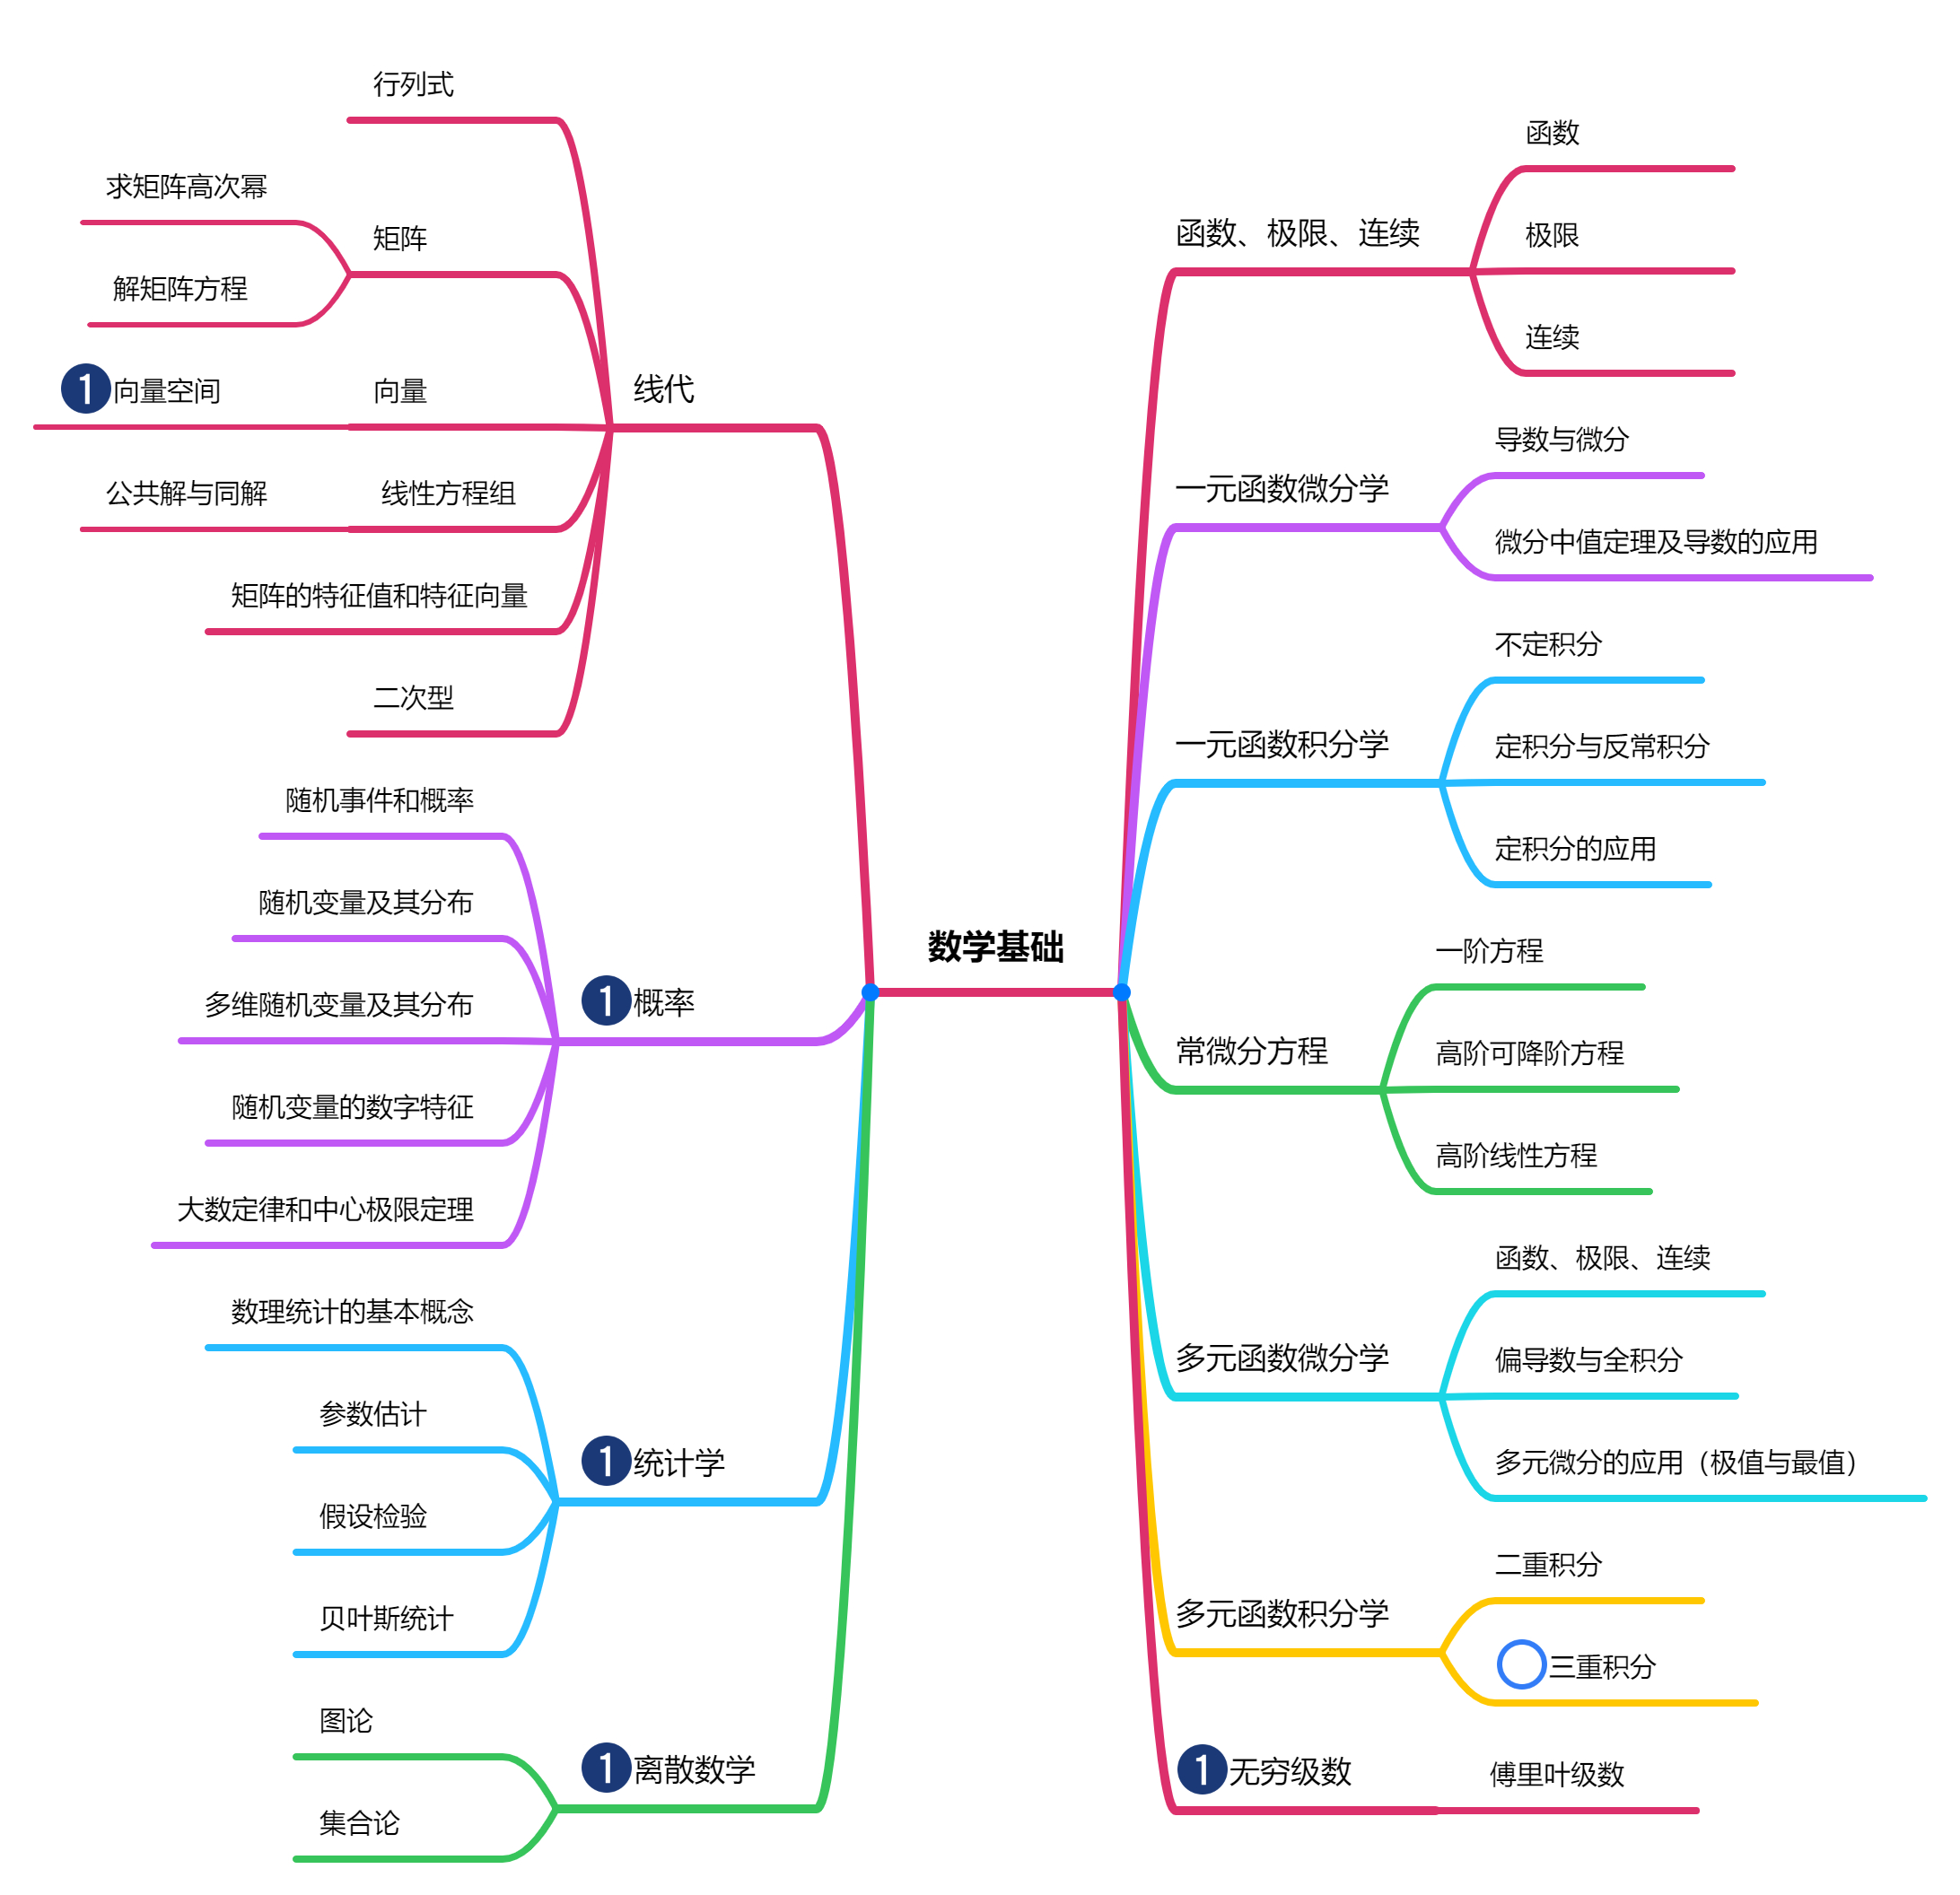 数学基础
函数、极限、连续
函数
极限
连续
一元函数微分学
导数与微分
微分中值定理及导数的应用
一元函数积分学
不定积分
定积分与反常积分
定积分的应用
常微分方程
一阶方程
高阶可降阶方程
高阶线性方程
多元函数微分学
函数、极限、连续
偏导数与全积分
多元微分的应用（极值与最值）
多元函数积分学
二重积分
三重积分
1 无穷级数
傅里叶级数
线代
行列式
矩阵
求矩阵高次幂
解矩阵方程
向量
1 向量空间
线性方程组
公共解与同解
矩阵的特征值和特征向量
二次型
1 概率
随机事件和概率
随机变量及其分布
多维随机变量及其分布
随机变量的数字特征
大数定律和中心极限定理
1 统计学
数理统计的基本概念
参数估计
假设检验
贝叶斯统计
1 离散数学
图论
集合论